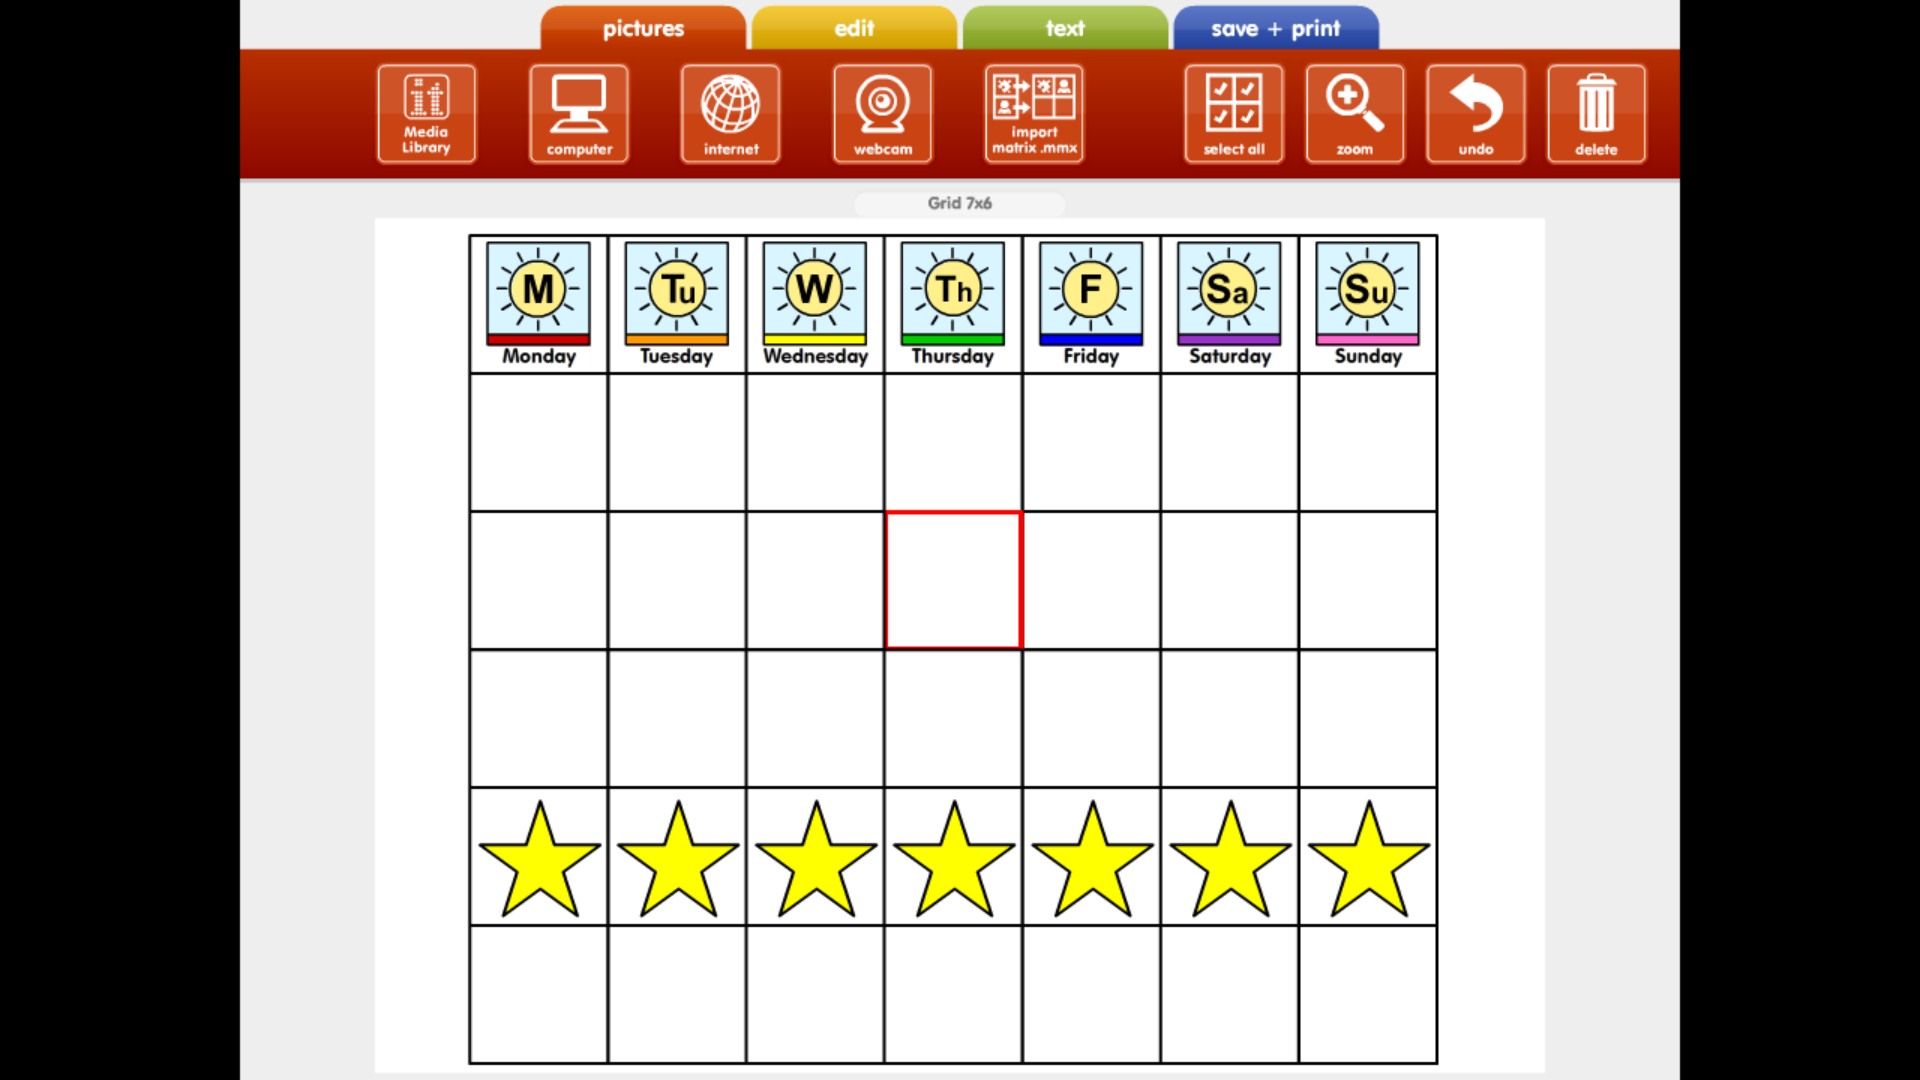 pictures
edit
text
save + print
it
Media
Library
computer
internet
webcam
import
matrix .mmx
select all
zoom
undo
delete
Grid 7x6
M
Tu
W
Th
F
Sa
Su
Monday
Tuesday
Wednesday
Thursday
Friday
Saturday
Sunday